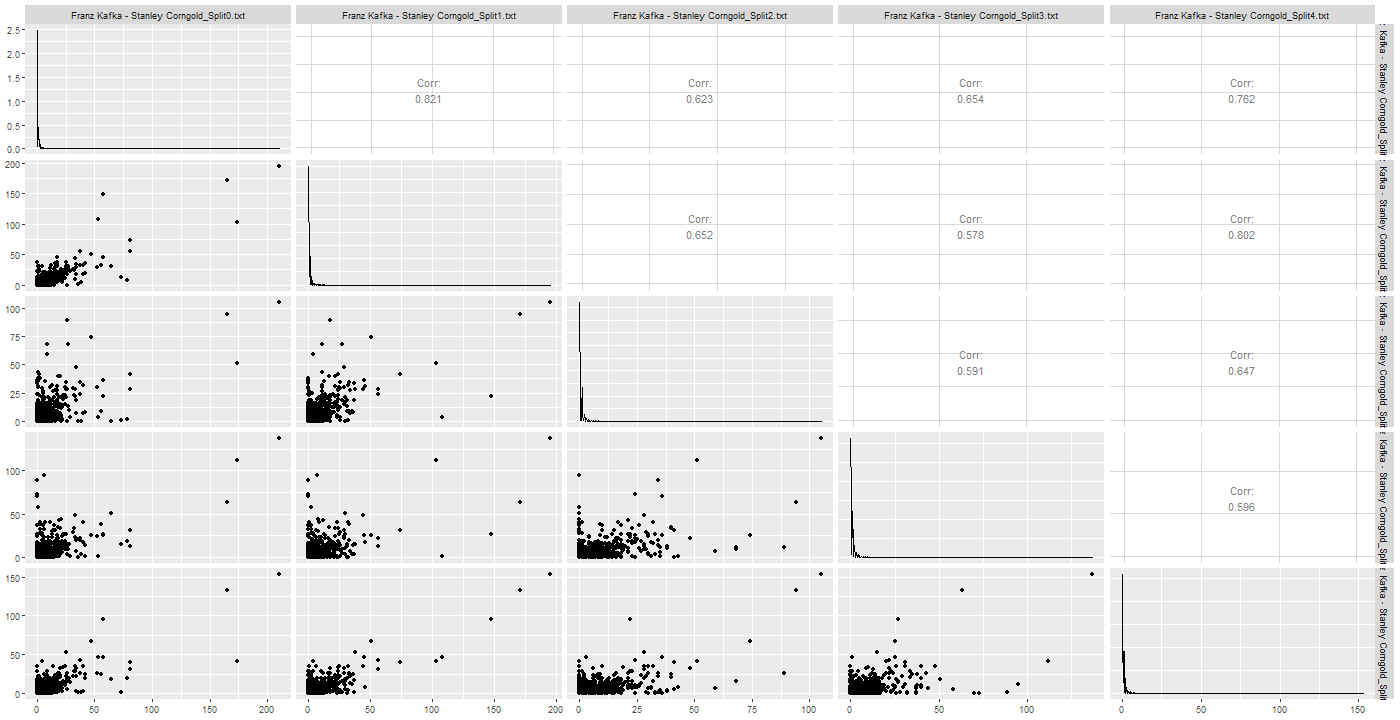 Franz Kafka - Stanley Corngold_Split0.txt
Franz Kafka - Stanley Corngold_Split1.txt
Franz Kafka - Stanley Corngold_Split2.txt
Franz Kafka - Stanley Corngold_Split3.txt
Franz Kafka - Stanley Corngold_Split4.txt
2.5
2.0
1.5
1.0
0.5
0.0
Corr:
0.821
Corr:
0.623
Corr:
0.654
Corr:
0.762
Kafka - Stanley Corngold_Split
200
150
100
50
0
Corr:
0.652
Corr:
0.578
Corr:
0.802
Kafka - Stanley Corngold_Split
100
75
50
25
0
Corr:
0.591
Corr:
0.647
Kafka - Stanley Corngold_Split
100
50
0
Corr:
0.596
Kafka - Stanley Corngold_Split
150
100
50
0
Kafka - Stanley Corngold_Split
0 50 100 150 200
0 50 100 150 200
0 25 50 75 100
0 50 100
0 50 100 150